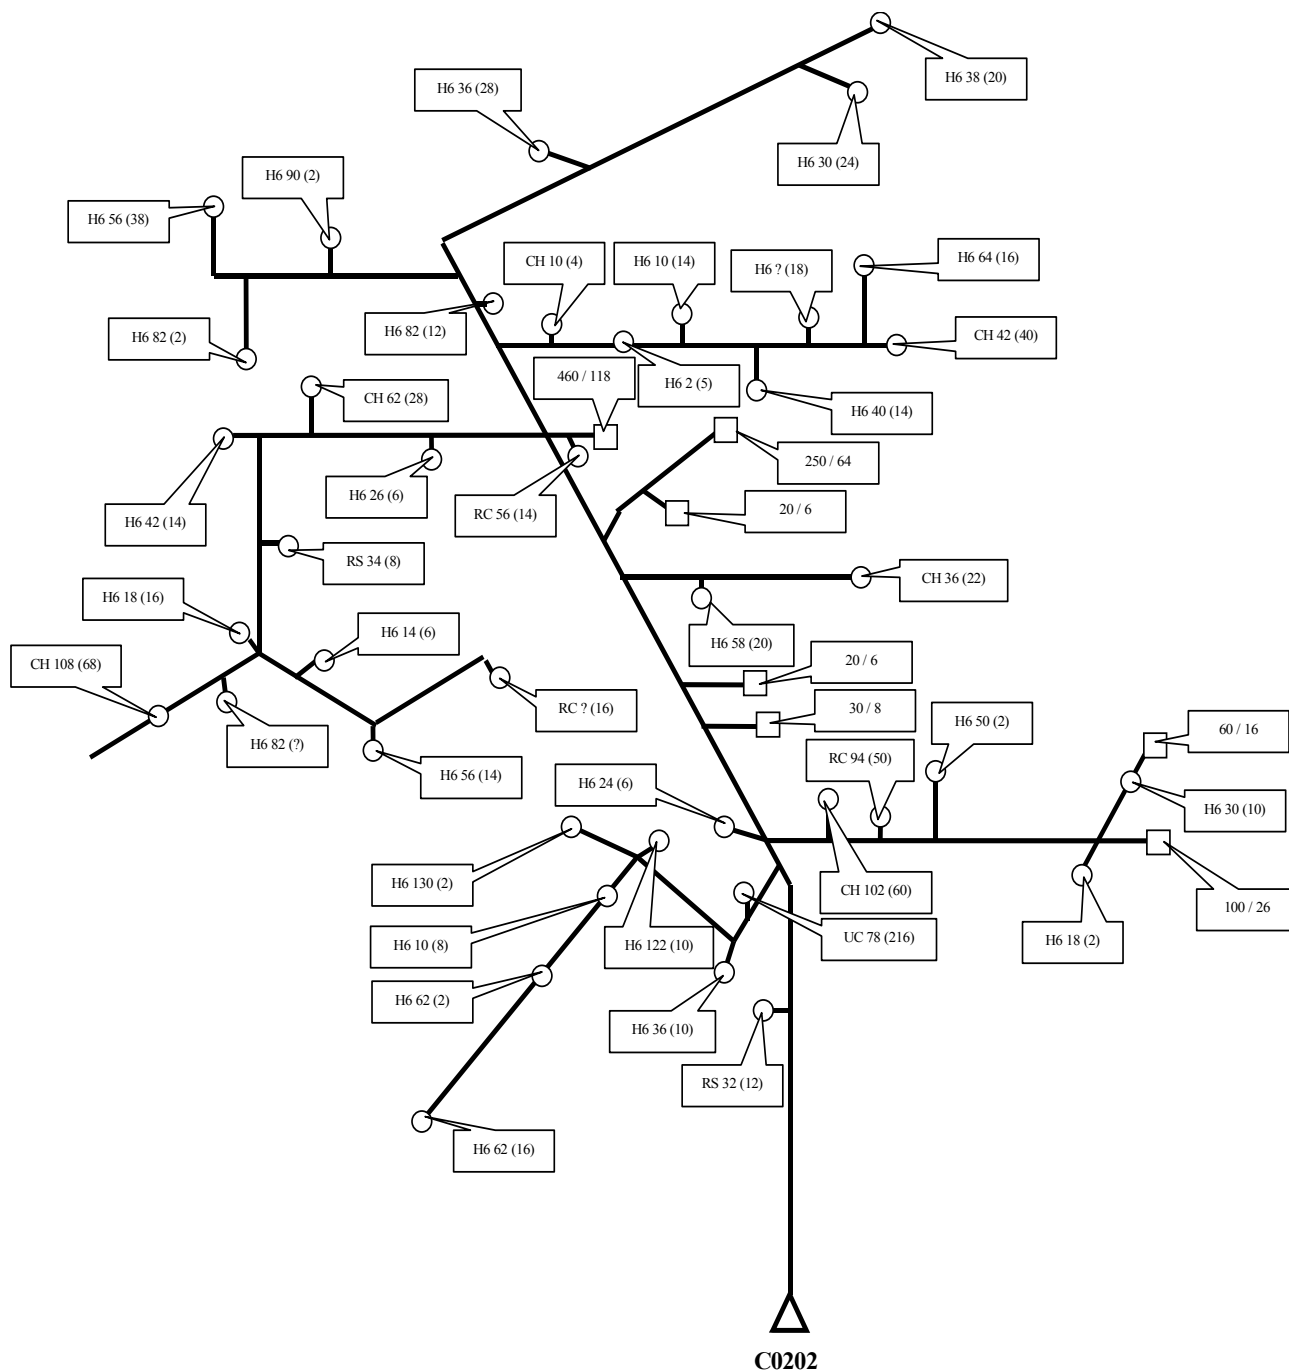 H6 38 (20)
H6 36 (28)
H6 30 (24)
H6 90 (2)
H6 56 (38)
CH 10 (4)
H6 10 (14)
H6 ? (18)
H6 64 (16)
H6 82 (12)
H6 82 (2)
CH 42 (40)
460 / 118
H6 2 (5)
CH 62 (28)
H6 40 (14)
250 / 64
H6 26 (6)
H6 42 (14)
RC 56 (14)
20 / 6
RS 34 (8)
CH 36 (22)
H6 18 (16)
H6 14 (6)
H6 58 (20)
CH 108 (68)
20 / 6
RC ? (16)
30 / 8
H6 50 (2)
60 / 16
H6 82 (?)
RC 94 (50)
H6 56 (14)
H6 24 (6)
H6 30 (10)
H6 130 (2)
CH 102 (60)
100 / 26
H6 10 (8)
H6 122 (10)
UC 78 (216)
H6 18 (2)
H6 62 (2)
H6 36 (10)
RS 32 (12)
H6 62 (16)
C0202